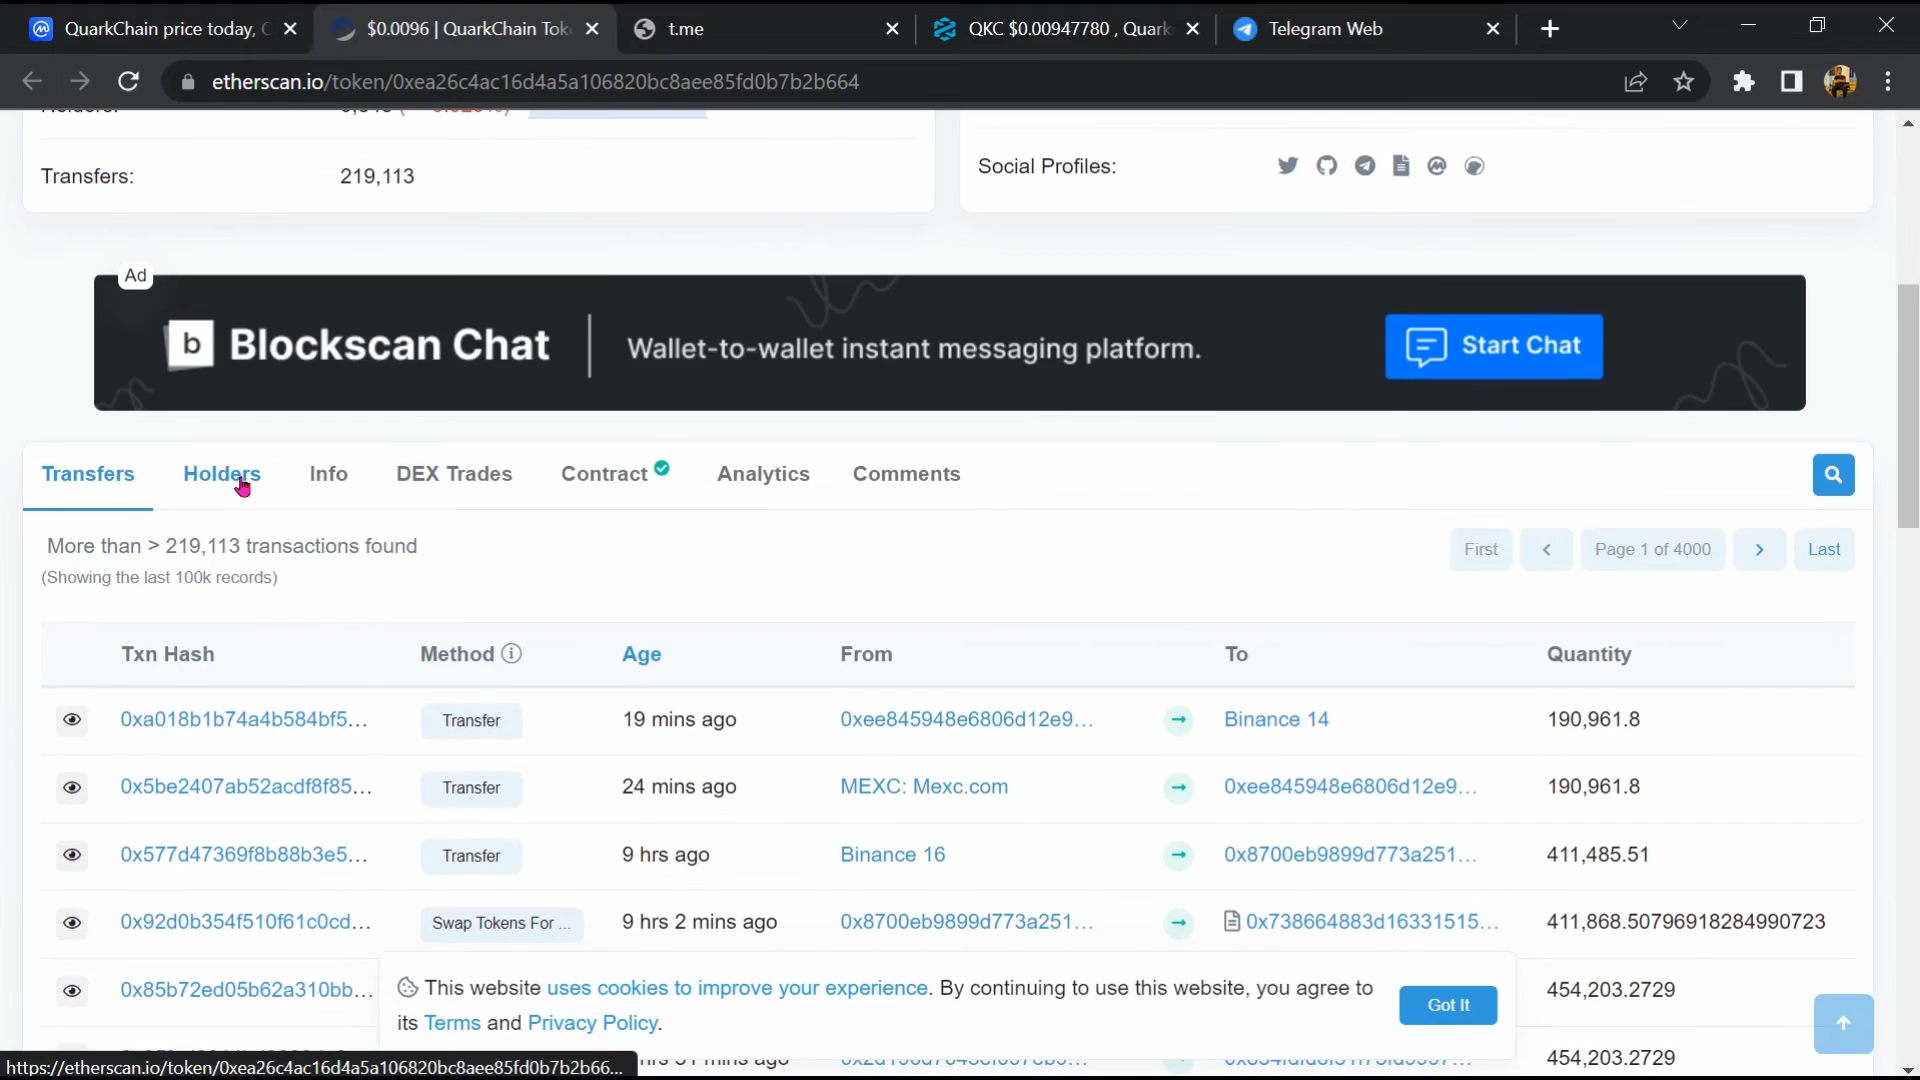 QuarkChain price today, C
$0.0096 | QuarkChain Tok
t.me
QKC $0.00947780 , Quark
Telegram Web
etherscan.io/token/0xea26c4ac16d4a5a106820bc8aee85fd0b7b2b664
Transfers:
219,113
Social Profiles:
Ad
b Blockscan Chat
Wallet-to-wallet instant messaging platform.
Start Chat
Transfers
Holders
Info
DEX Trades
Contract
Analytics
Comments
More than > 219,113 transactions found
(Showing the last 100k records)
First
Page 1 of 4000
Last
Txn Hash
Method
Age
From
To
Quantity
0xa018b1b74a4b584bf5... Transfer 19 mins ago 0xee845948e6806d12e9... Binance 14 190,961.8
0x5be2407ab52acdf8f85... Transfer 24 mins ago MEXC: Mexc.com 0xee845948e6806d12e9... 190,961.8
0x577d47369f8b88b3e5... Transfer 9 hrs ago Binance 16 0x8700eb9899d773a251... 411,485.51
0x92d0b354f510f61c0cd... Swap Tokens For ... 9 hrs 2 mins ago 0x8700eb9899d773a251... 0x738664883d16331515... 411,868.50796918284990723
0x85b72ed05b62a310bb... 454,203.2729
This website uses cookies to improve your experience. By continuing to use this website, you agree to
its Terms and Privacy Policy.
Got It
454,203.2729
https://etherscan.io/token/0xea26c4ac16d4a5a106820bc8aee85fd0b7b2b66...